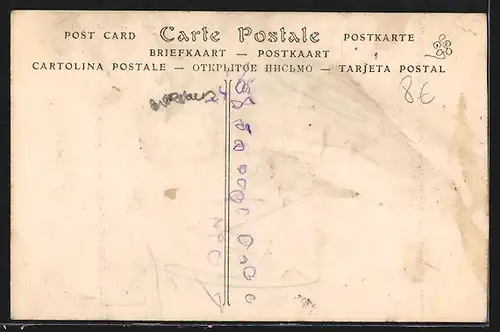 POST CARD Carte Postale POSTKARTE
BRIEFKAART — POSTKAART
CARTOLINA POSTALE — ОТКРЫТОЕ ПИСЬМО — TARJETA POSTAL
8€